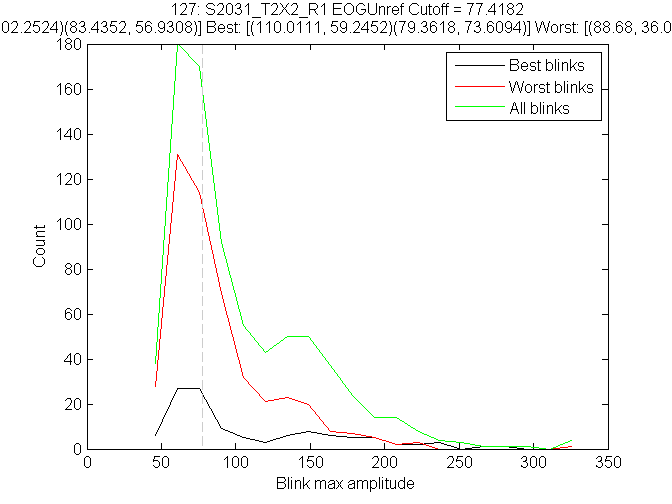 127: S2031_T2X2_R1 EOGUnref Cutoff = 77.4182
02.2524)(83.4352, 56.9308)] Best: [(110.0111, 59.2452)(79.3618, 73.6094)] Worst: [(88.68, 36.0
180
160
140
120
100
80
60
40
20
0
Count
Best blinks
Worst blinks
All blinks
0 50 100 150 200 250 300 350
Blink max amplitude